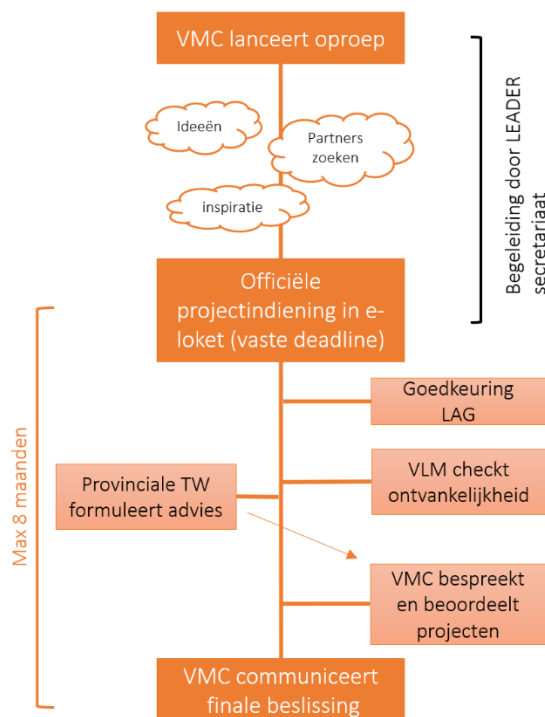 VMC lanceert oproep
Ideeën
Partners
zoeken
inspiratie
Begeleiding door LEADER
secretariaat
Officiële
projectindiening in e-
loket (vaste deadline)
Max 8 maanden
Goedkeuring
LAG
Provinciale TW
formuleert advies
VLM checkt
ontvankelijkheid
VMC bespreekt
en beoordeelt
projecten
VMC communiceert
finale beslissing